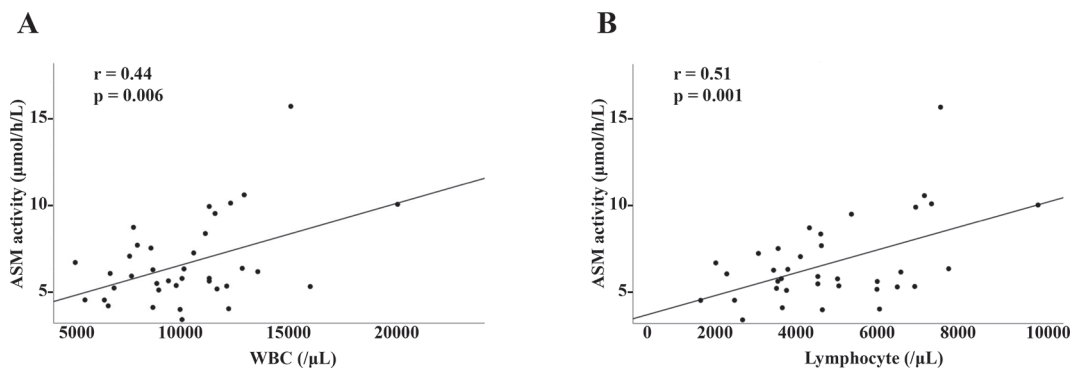 A
r = 0.44
p = 0.006
ASM activity (μmol/h/L)
15
10
5
5000 10000 15000 20000
WBC (/μL)
B
r = 0.51
p = 0.001
ASM activity (μmol/h/L)
15
10
5
0 2000 4000 6000 8000 10000
Lymphocyte (/μL)